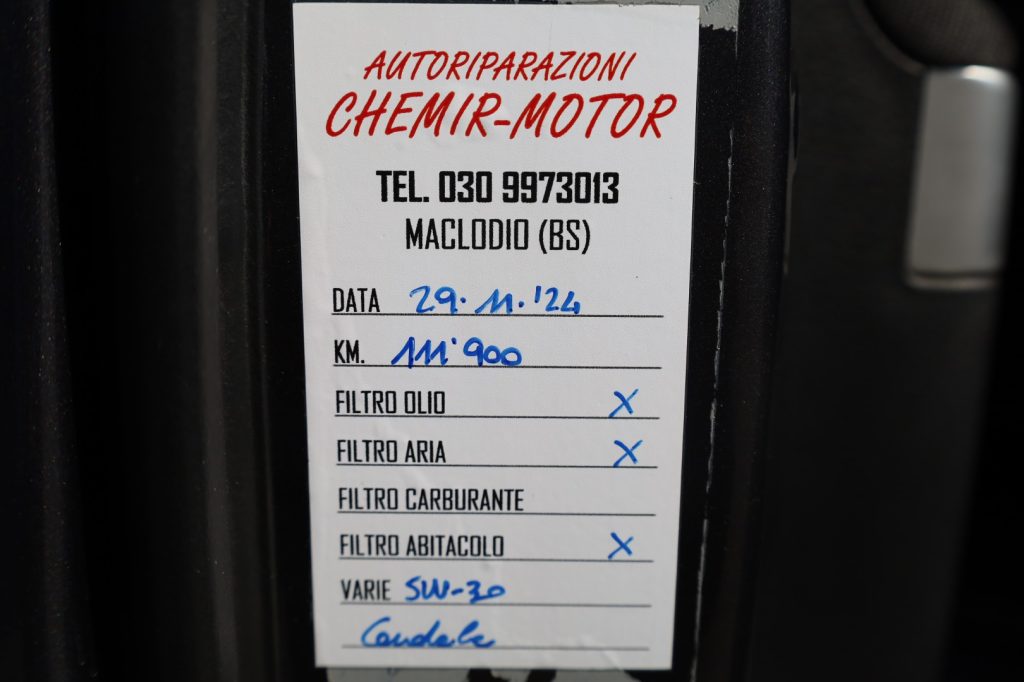 AUTORIPARAZIONI
CHEMIR-MOTOR
TEL. 030 9973013
MACLODIO (BS)
DATA 29.11.'24
KM. 111'900
FILTRO OLIO X
FILTRO ARIA X
FILTRO CARBURANTE
FILTRO ABITACOLO X
VARIE 5W-30
Candele